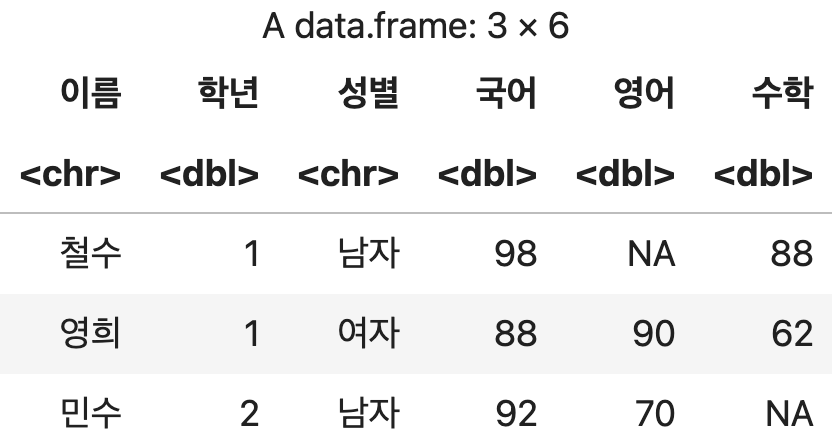 A data.frame: 3 × 6
이름 학년 성별 국어 영어 수학
<chr> <dbl> <chr> <dbl> <dbl> <dbl>
철수 1 남자 98 NA 88
영희 1 여자 88 90 62
민수 2 남자 92 70 NA